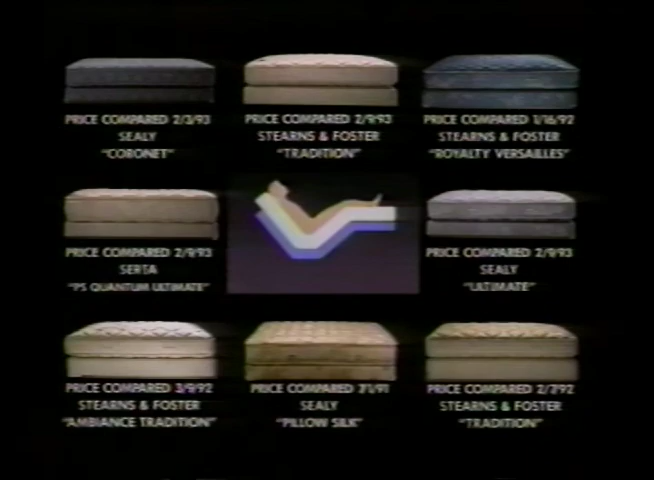 PRICE COMPARED 2/3/93
SEALY
"CORONET"
PRICE COMPARED 2/9/93
STEARNS & FOSTER
"TRADITION"
PRICE COMPARED 1/16/92
STEARNS & FOSTER
"ROYALTY VERSAILLES"
PRICE COMPARED 2/9/93
SERTA
"PS QUANTUM ULTIMATE"
PRICE COMPARED 2/9/93
SEALY
"ULTIMATE"
PRICE COMPARED 3/9/92
STEARNS & FOSTER
"AMBIANCE TRADITION"
PRICE COMPARED
SEALY
"PILLOW SILK"
PRICE COMPARED 2/7/92
STEARNS & FOSTER
"TRADITION"